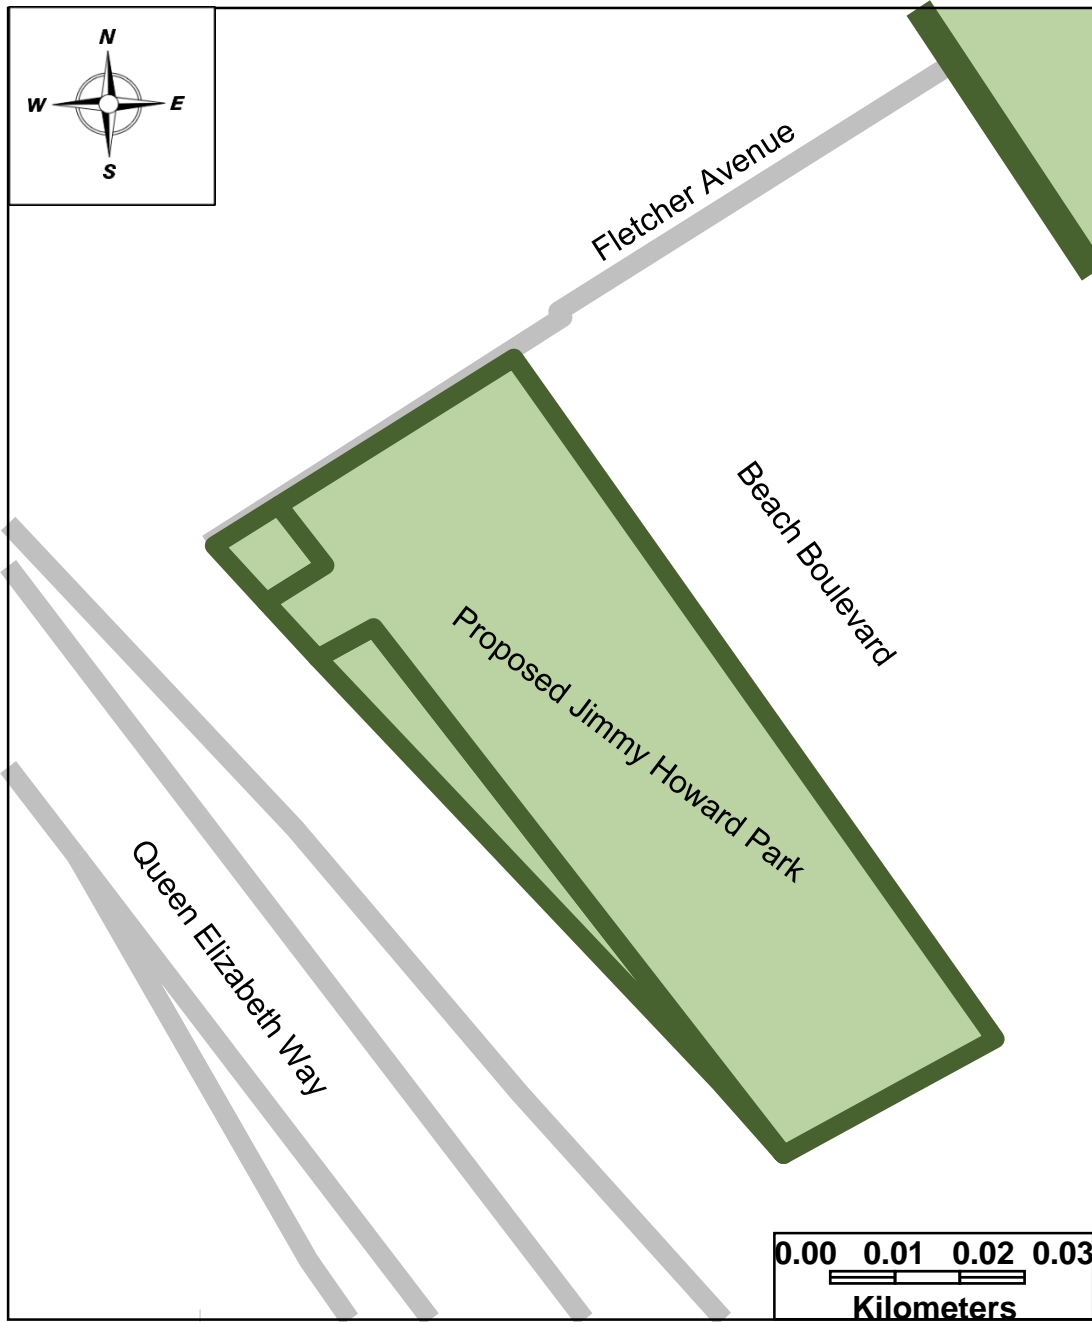 N
W E
S
Fletcher Avenue
Beach Boulevard
Proposed Jimmy Howard Park
Queen Elizabeth Way
0.00 0.01 0.02 0.03
Kilometers